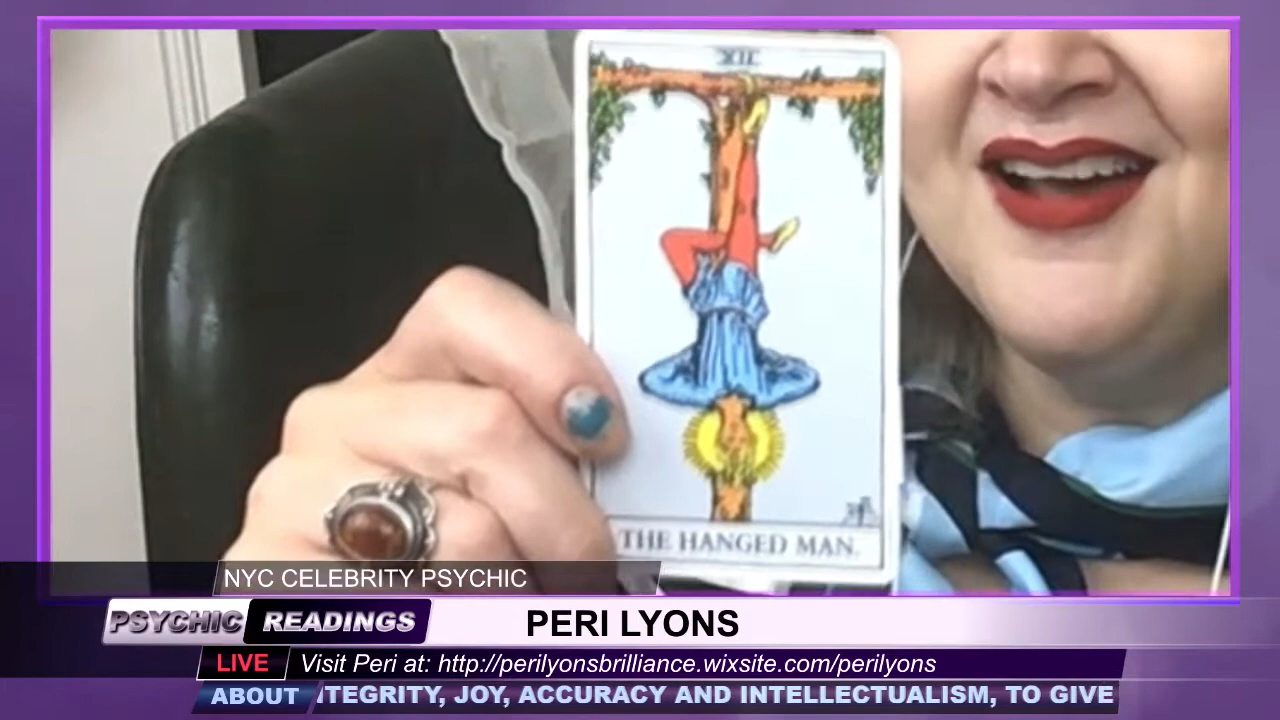 XII
THE HANGED MAN.
NYC CELEBRITY PSYCHIC
PSYCHIC READINGS
PERI LYONS
LIVE
Visit Peri at: http://perilyonsbrilliance.wixsite.com/perilyons
ABOUT
TEGRITY, JOY, ACCURACY AND INTELLECTUALISM, TO GIVE